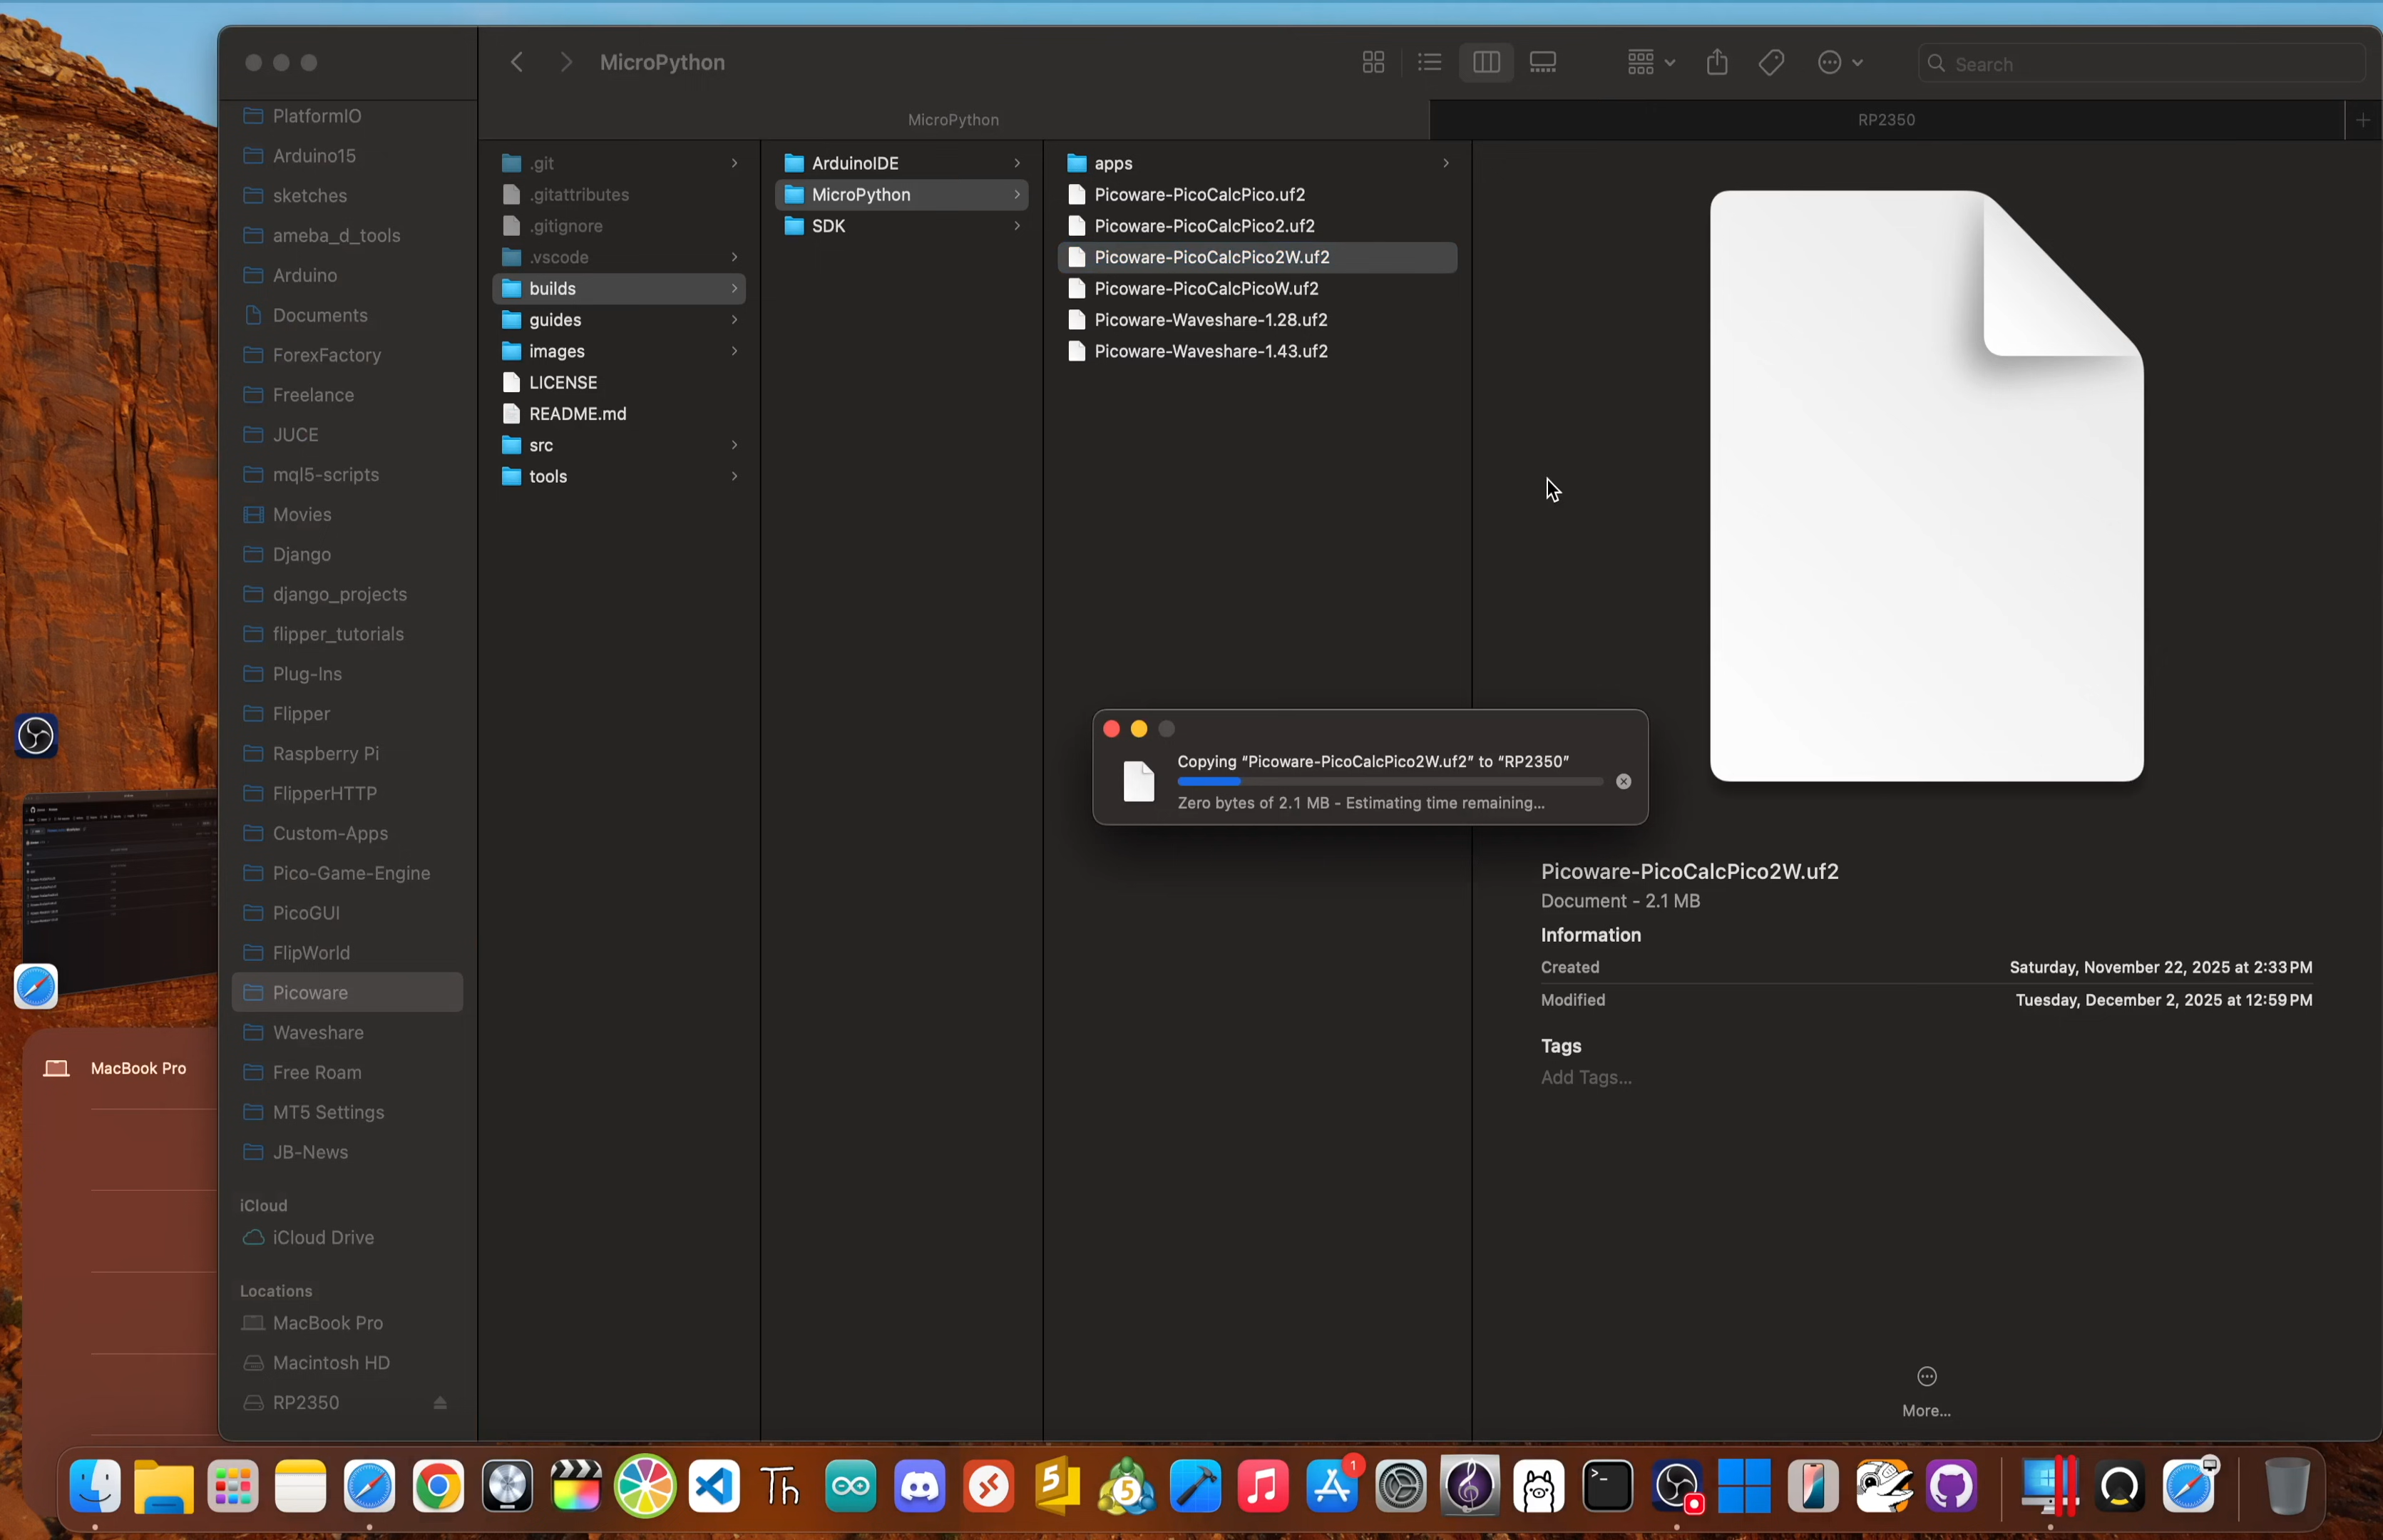 MicroPython
Search
MicroPython
RP2350
PlatformIO
Arduino15
sketches
ameba_d_tools
Arduino
Documents
ForexFactory
Freelance
JUCE
mql5-scripts
Movies
Django
django_projects
flipper_tutorials
Plug-Ins
Flipper
Raspberry Pi
FlipperHTTP
Custom-Apps
Pico-Game-Engine
PicoGUI
FlipWorld
Picoware
Waveshare
Free Roam
MT5 Settings
JB-News
iCloud
iCloud Drive
Locations
MacBook Pro
Macintosh HD
RP2350
.git
.gitattributes
.gitignore
.vscode
builds
guides
images
LICENSE
README.md
src
tools
ArduinoIDE
MicroPython
SDK
apps
Picoware-PicoCalcPico.uf2
Picoware-PicoCalcPico2.uf2
Picoware-PicoCalcPico2W.uf2
Picoware-PicoCalcPicoW.uf2
Picoware-Waveshare-1.28.uf2
Picoware-Waveshare-1.43.uf2
Copying “Picoware-PicoCalcPico2W.uf2” to “RP2350”
Zero bytes of 2.1 MB - Estimating time remaining...
Picoware-PicoCalcPico2W.uf2
Document - 2.1 MB
Information
Created Saturday, November 22, 2025 at 2:33 PM
Modified Tuesday, December 2, 2025 at 12:59 PM
Tags
Add Tags...
More...
MacBook Pro
Th
5
5
1
>_